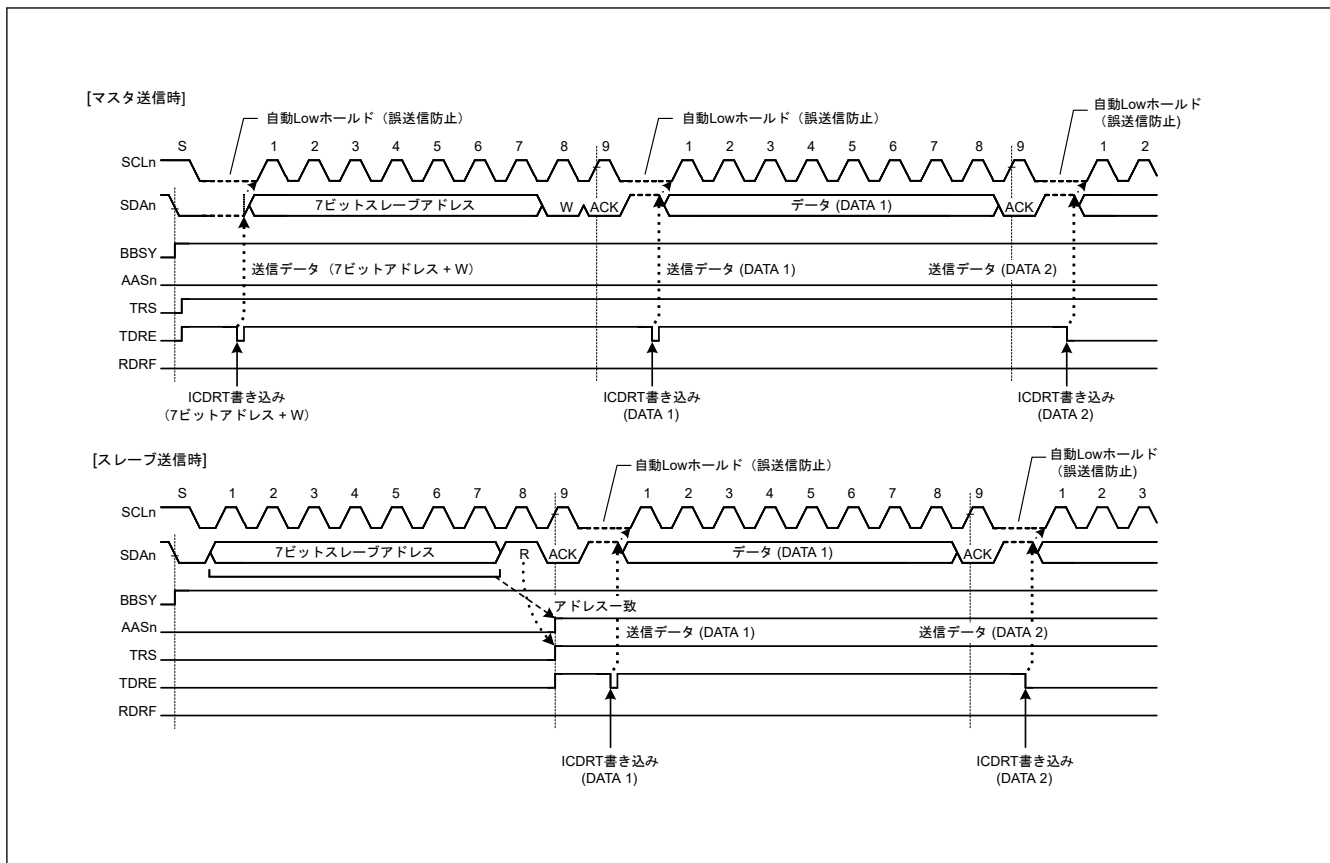 [マスタ送信時]
自動Lowホールド（誤送信防止）
自動Lowホールド（誤送信防止）
自動Lowホールド
（誤送信防止)
S 1 2 3 4 5 6 7 8 9 1 2 3 4 5 6 7 8 9 1 2
SCLn
SDAn 7ビットスレーブアドレス W ACK データ (DATA 1) ACK
BBSY
送信データ（7ビットアドレス + W） 送信データ (DATA 1) 送信データ (DATA 2)
AASn
TRS
TDRE
RDRF
ICDRT書き込み
（7ビットアドレス + W）
ICDRT書き込み
(DATA 1)
ICDRT書き込み
(DATA 2)
[スレーブ送信時]
自動Lowホールド（誤送信防止）
自動Lowホールド
（誤送信防止)
S 1 2 3 4 5 6 7 8 9 1 2 3 4 5 6 7 8 9 1 2 3
SCLn
SDAn 7ビットスレーブアドレス R ACK データ (DATA 1) ACK
BBSY
アドレス一致
AASn
送信データ (DATA 1) 送信データ (DATA 2)
TRS
TDRE
RDRF
ICDRT書き込み
(DATA 1)
ICDRT書き込み
(DATA 2)